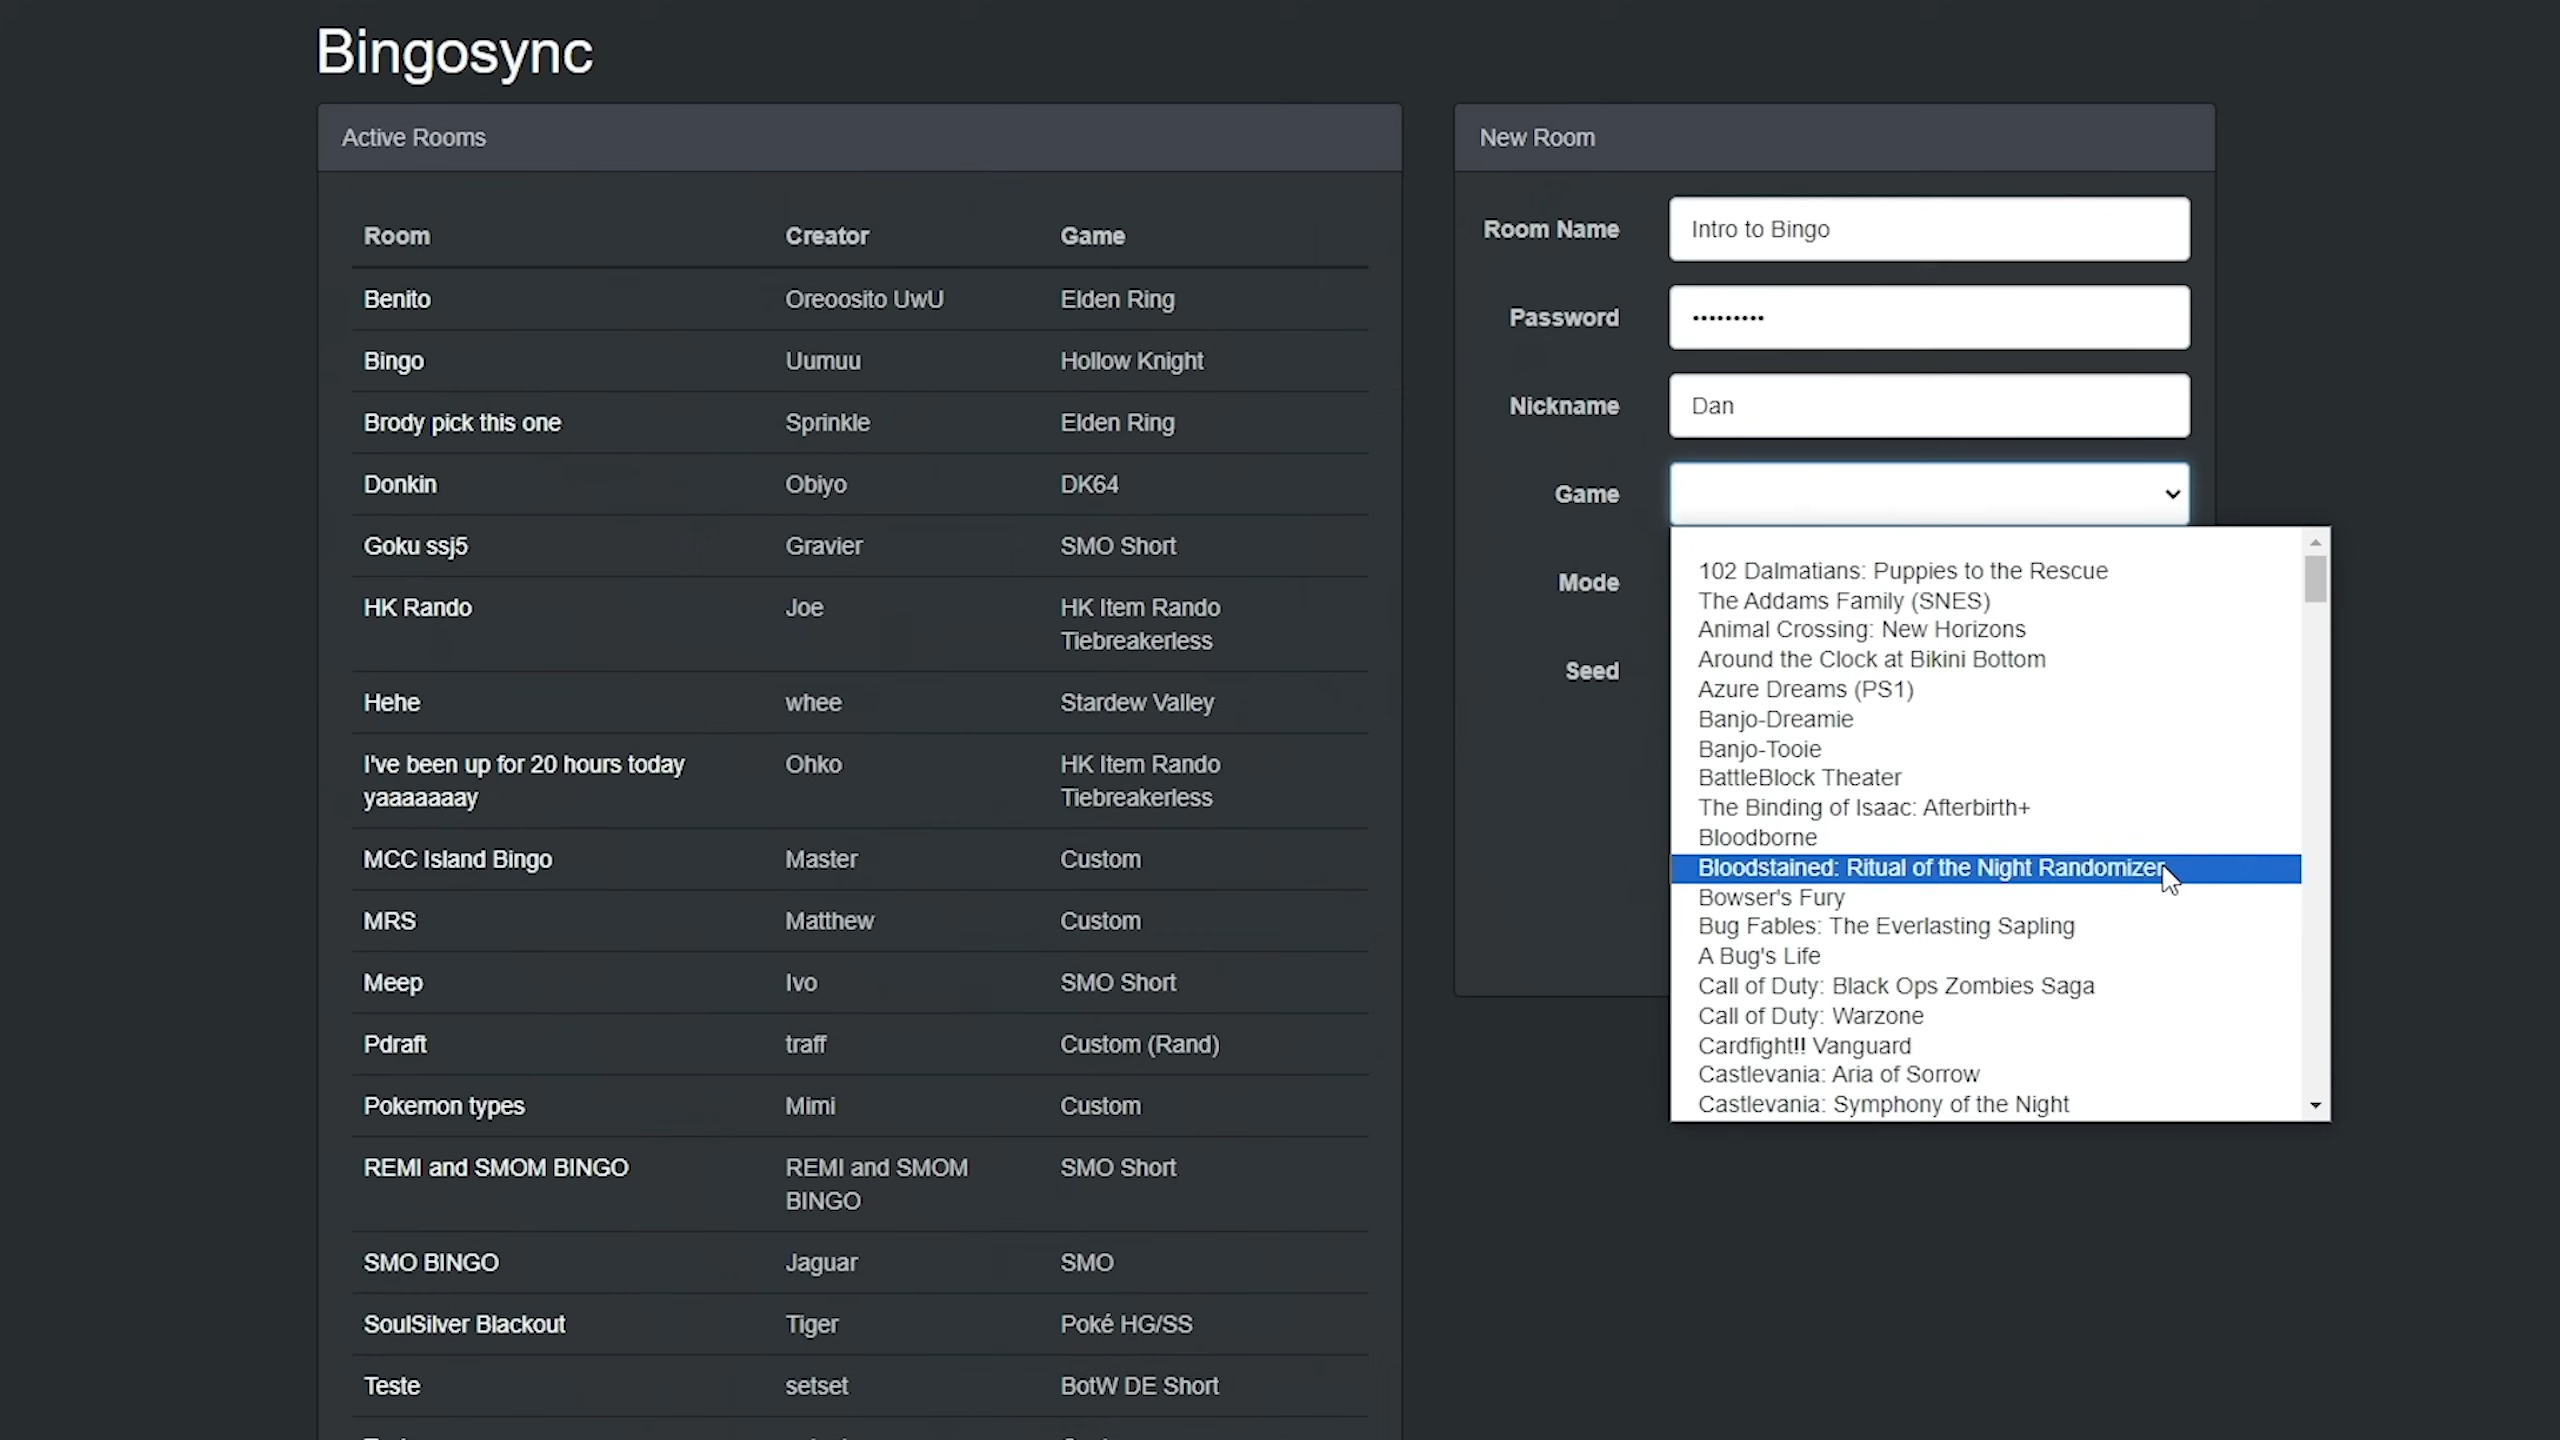 Bingosync
Active Rooms
Room Creator Game
Benito Oreoosito UwU Elden Ring
Bingo Uumuu Hollow Knight
Brody pick this one Sprinkle Elden Ring
Donkin Obiyo DK64
Goku ssj5 Gravier SMO Short
HK Rando Joe HK Item Rando
Tiebreakerless
Hehe whee Stardew Valley
I've been up for 20 hours today Ohko HK Item Rando
yaaaaaaay Tiebreakerless
MCC Island Bingo Master Custom
MRS Matthew Custom
Meep Ivo SMO Short
Pdraft traff Custom (Rand)
Pokemon types Mimi Custom
REMI and SMOM BINGO REMI and SMOM SMO Short
BINGO
SMO BINGO Jaguar SMO
SoulSilver Blackout Tiger Poké HG/SS
Teste setset BotW DE Short
New Room
Room Name Intro to Bingo
Password •••••••••
Nickname Dan
Game
Mode
Seed
102 Dalmatians: Puppies to the Rescue
The Addams Family (SNES)
Animal Crossing: New Horizons
Around the Clock at Bikini Bottom
Azure Dreams (PS1)
Banjo-Dreamie
Banjo-Tooie
BattleBlock Theater
The Binding of Isaac: Afterbirth+
Bloodborne
Bloodstained: Ritual of the Night Randomizer
Bowser's Fury
Bug Fables: The Everlasting Sapling
A Bug's Life
Call of Duty: Black Ops Zombies Saga
Call of Duty: Warzone
Cardfight!! Vanguard
Castlevania: Aria of Sorrow
Castlevania: Symphony of the Night